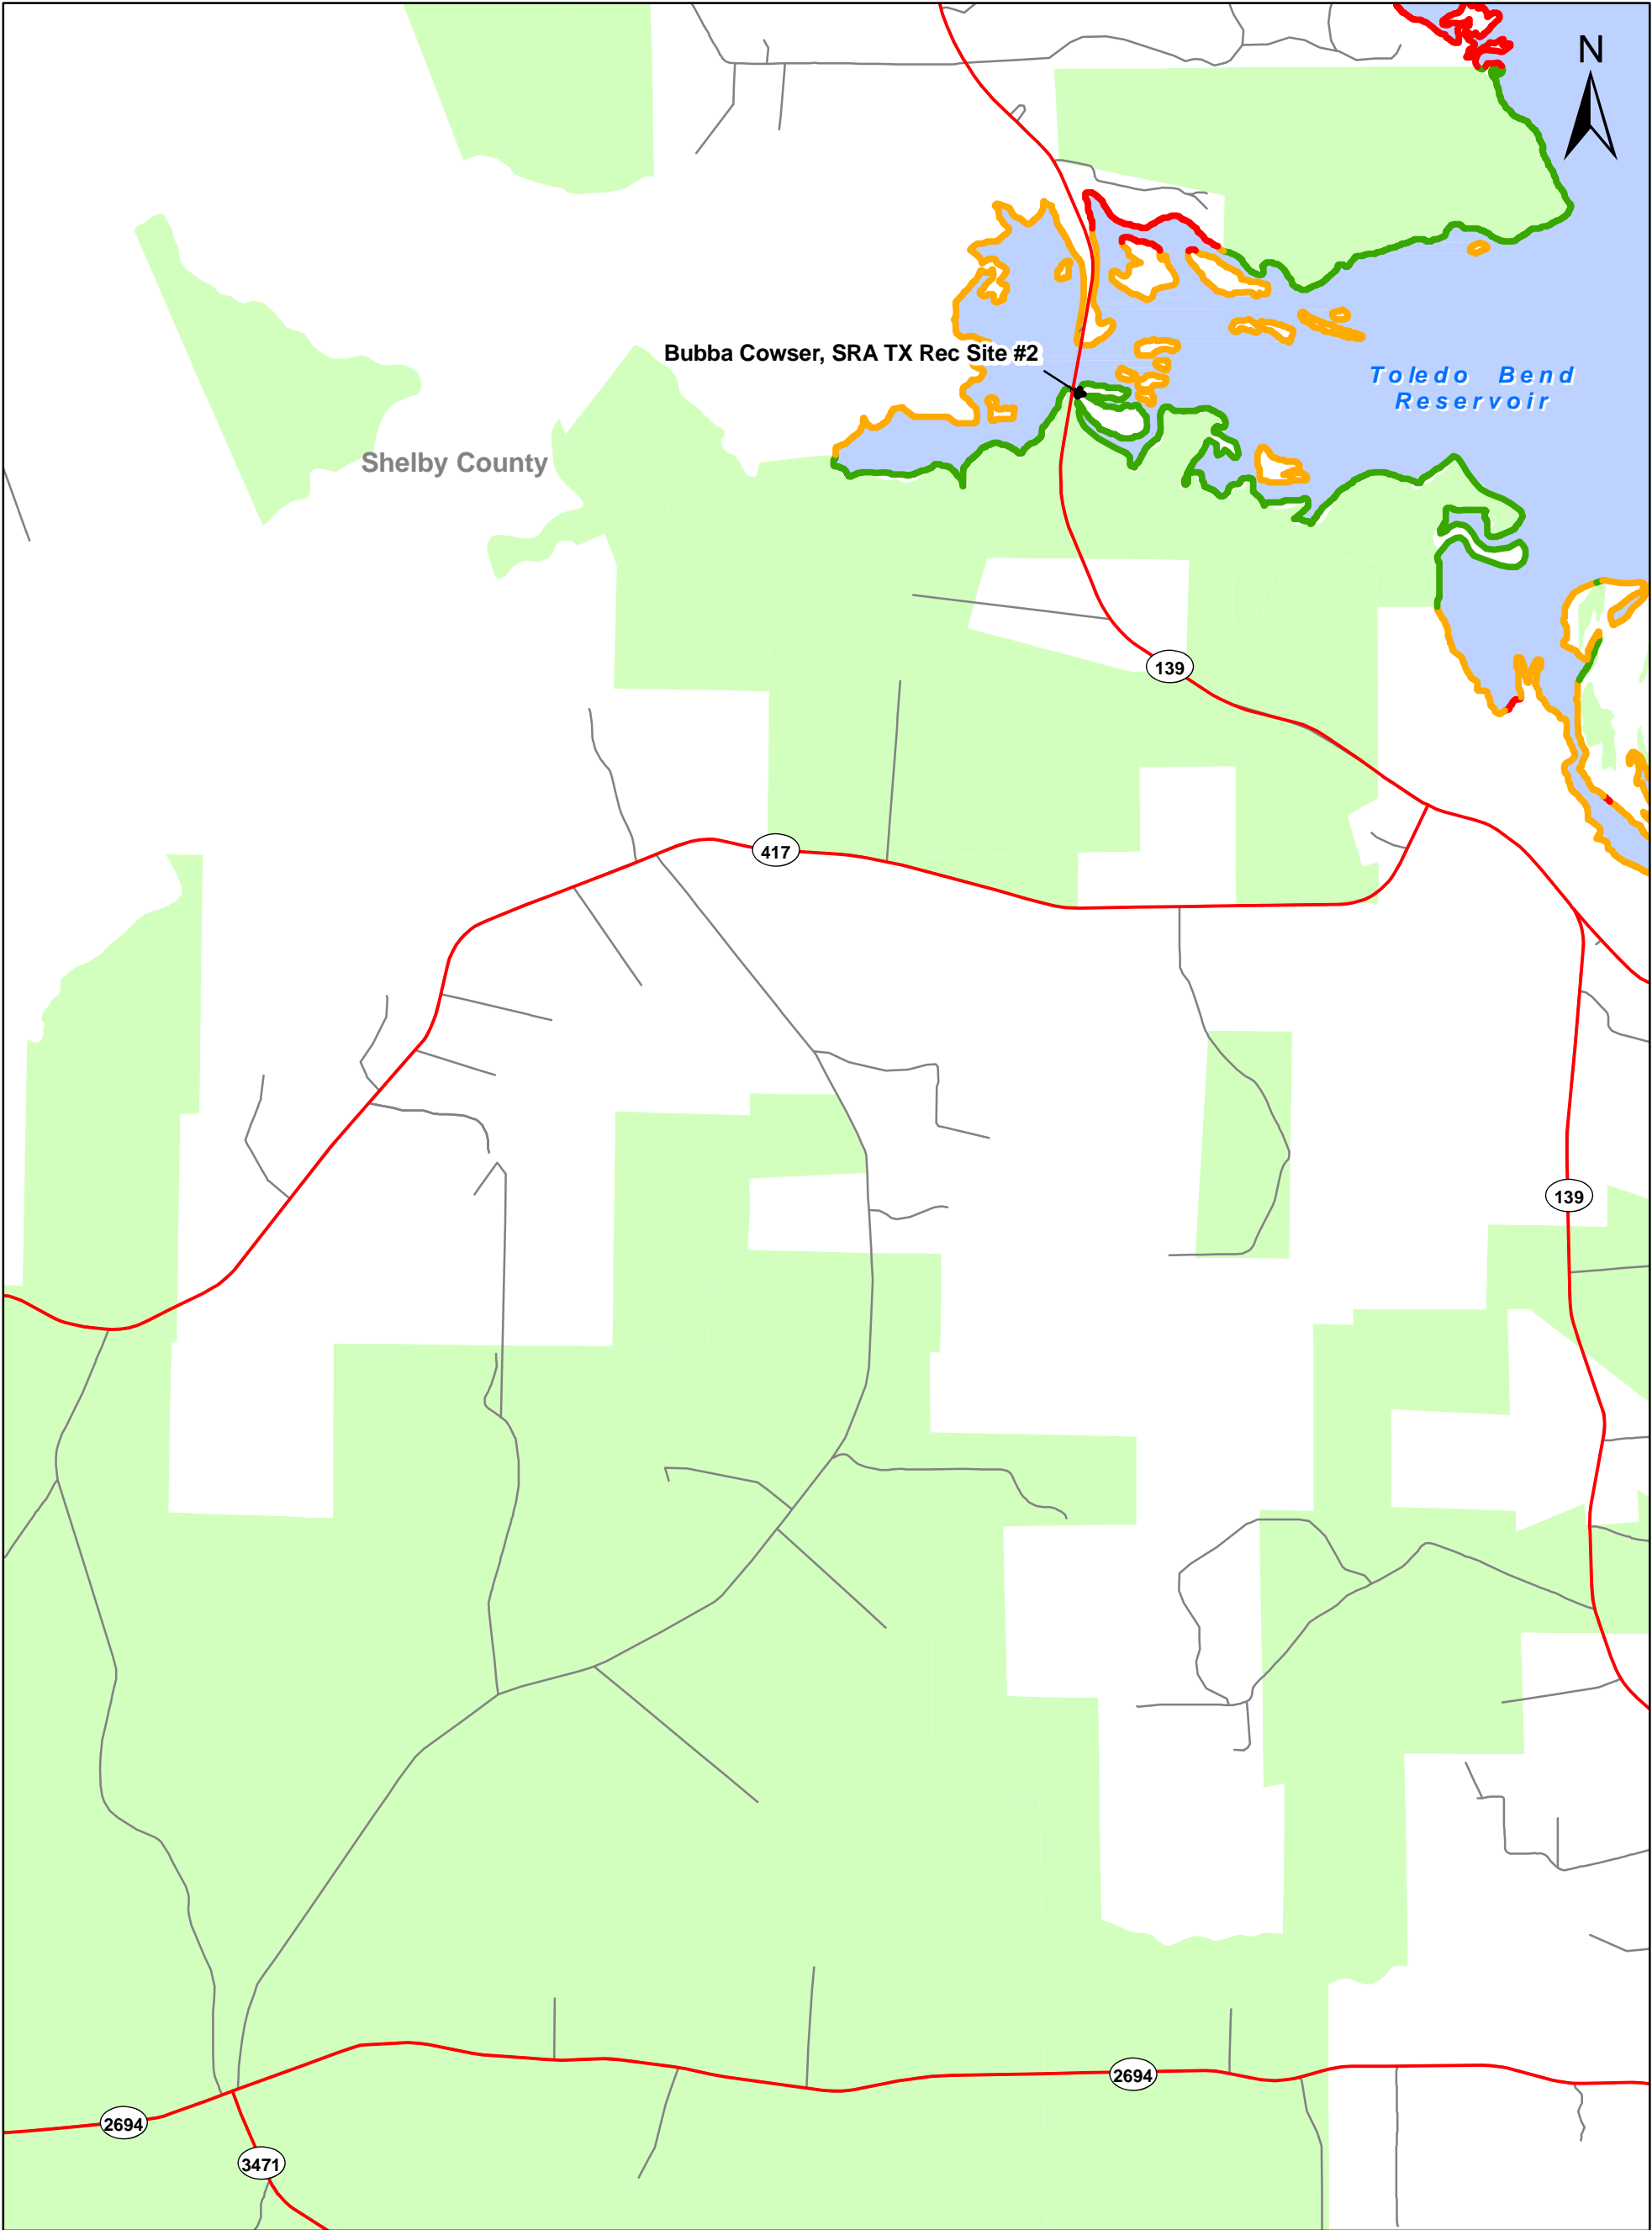 N
Bubba Cowser, SRA TX Rec Site #2
Toledo Bend
Reservoir
Shelby County
139
417
139
2694
2694
3471